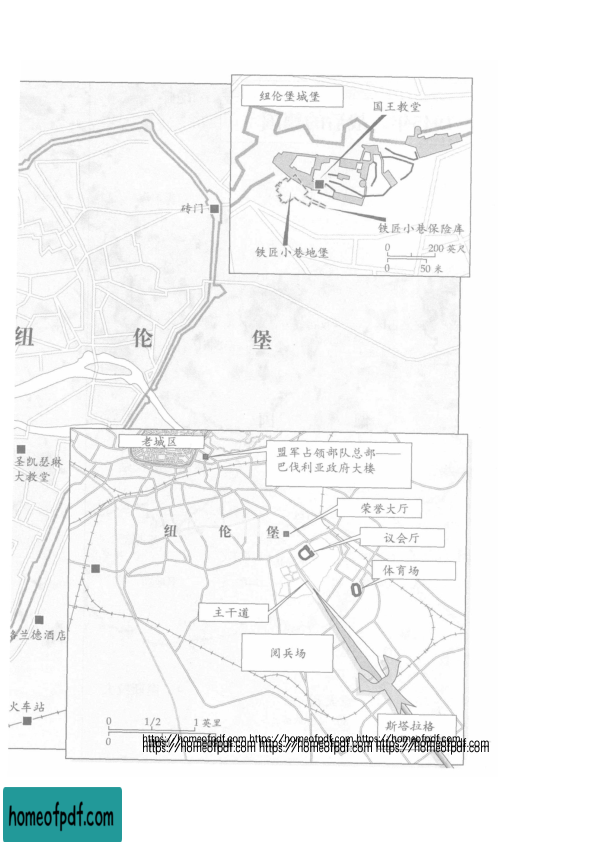 纽伦堡城堡
国王教堂
砖门
铁匠小巷保险库
铁匠小巷地堡
0 200 英尺
0 50 米
纽 伦 堡
老城区
盟军占领部队总部——
巴伐利亚政府大楼
圣凯瑟琳
大教堂
荣誉大厅
纽 伦 堡
议会厅
体育场
主干道
格兰德酒店
阅兵场
火车站
斯塔拉格
0 1/2 1 英里
0
https://homeofpdf.com https://homeofpdf.com https://homeofpdf.com
https://homeofpdf.com https://homeofpdf.com https://homeofpdf.com
homeofpdf.com